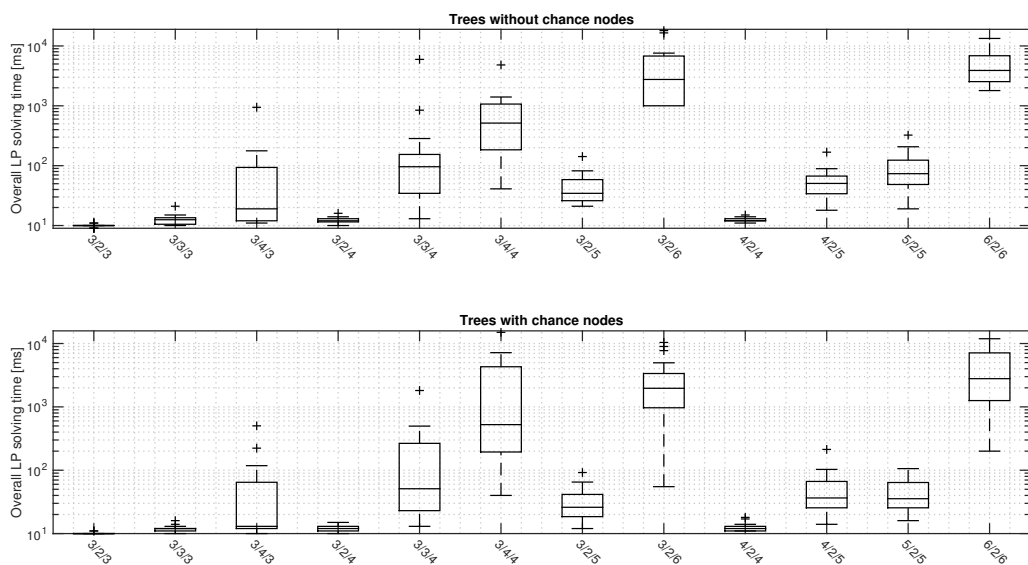 Trees without chance nodes
Overall LP solving time [ms]
10^4
10^3
10^2
10^1
3/2/3 3/3/3 3/4/3 3/2/4 3/3/4 3/4/4 3/2/5 3/2/6 4/2/4 4/2/5 5/2/5 6/2/6
Trees with chance nodes
Overall LP solving time [ms]
10^4
10^3
10^2
10^1
3/2/3 3/3/3 3/4/3 3/2/4 3/3/4 3/4/4 3/2/5 3/2/6 4/2/4 4/2/5 5/2/5 6/2/6